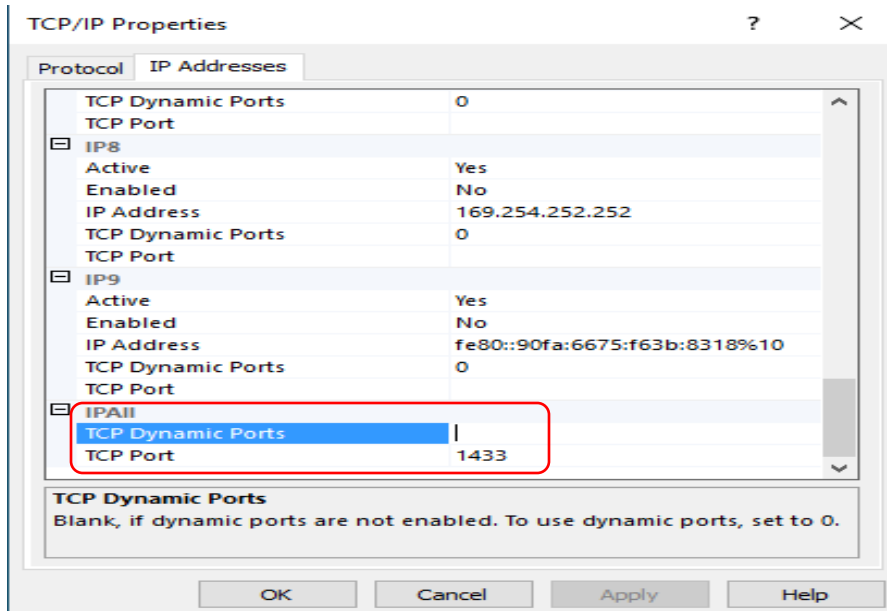 TCP/IP Properties ?
Protocol IP Addresses
TCP Dynamic Ports 0
TCP Port
IP8
Active Yes
Enabled No
IP Address 169.254.252.252
TCP Dynamic Ports 0
TCP Port
IP9
Active Yes
Enabled No
IP Address fe80::90fa:6675:f63b:8318%10
TCP Dynamic Ports 0
TCP Port
IPAll
TCP Dynamic Ports
TCP Port 1433
TCP Dynamic Ports
Blank, if dynamic ports are not enabled. To use dynamic ports, set to 0.
OK Cancel Apply Help